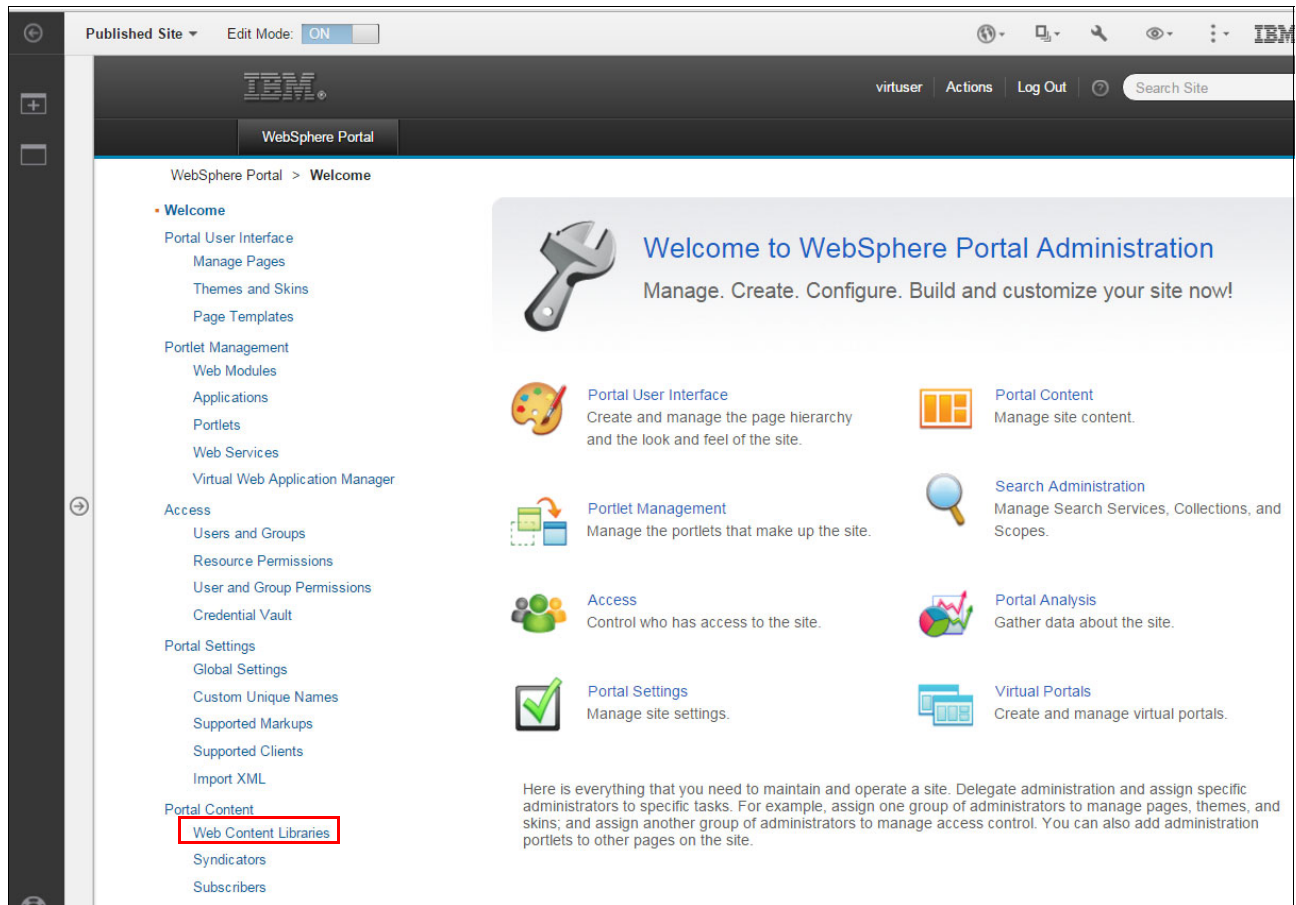 Published Site
Edit Mode: ON
IBM
IBM®
virtuser
Actions
Log Out
?
Search Site
WebSphere Portal
WebSphere Portal > Welcome
Welcome
Portal User Interface
Manage Pages
Themes and Skins
Page Templates
Portlet Management
Web Modules
Applications
Portlets
Web Services
Virtual Web Application Manager
Access
Users and Groups
Resource Permissions
User and Group Permissions
Credential Vault
Portal Settings
Global Settings
Custom Unique Names
Supported Markups
Supported Clients
Import XML
Portal Content
Web Content Libraries
Syndicators
Subscribers
Welcome to WebSphere Portal Administration
Manage. Create. Configure. Build and customize your site now!
Portal User Interface
Create and manage the page hierarchy
and the look and feel of the site.
Portal Content
Manage site content.
Portlet Management
Manage the portlets that make up the site.
Search Administration
Manage Search Services, Collections, and
Scopes.
Access
Control who has access to the site.
Portal Analysis
Gather data about the site.
Portal Settings
Manage site settings.
Virtual Portals
Create and manage virtual portals.
Here is everything that you need to maintain and operate a site. Delegate administration and assign specific
administrators to specific tasks. For example, assign one group of administrators to manage pages, themes, and
skins; and assign another group of administrators to manage access control. You can also add administration
portlets to other pages on the site.